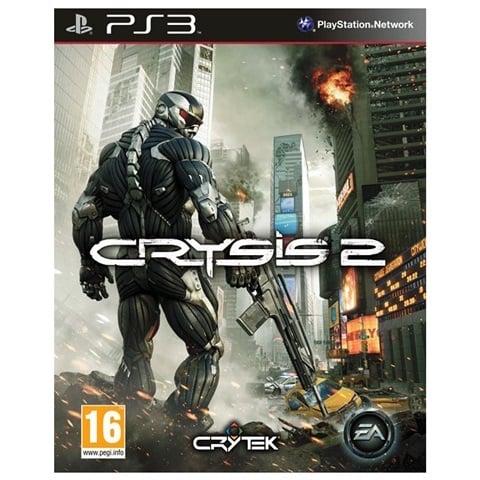 PS3
PlayStation®Network
CRYSIS 2
16
www.pegi.info
CRYTEK
EA